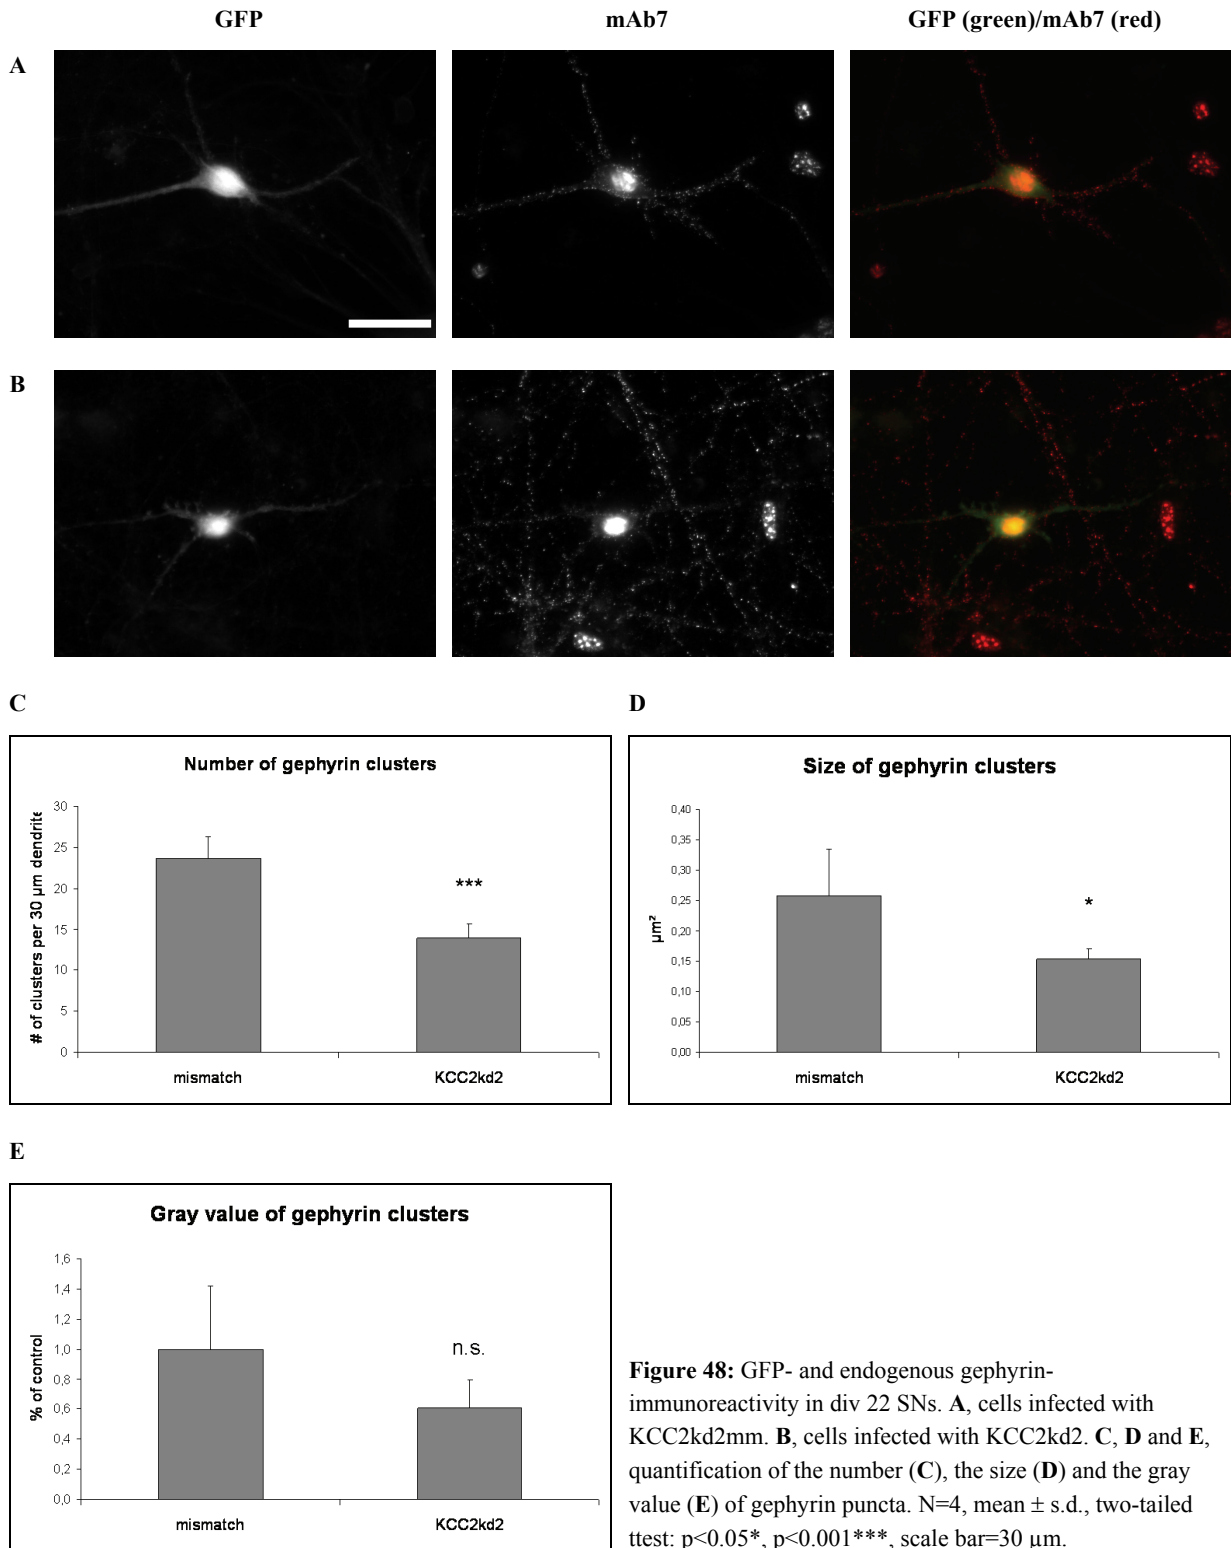 GFP
mAb7
GFP (green)/mAb7 (red)
A
B
C
D
Number of gephyrin clusters
# of clusters per 30 µm dendrite
30
25
20
15
10
5
0
***
mismatch
KCC2kd2
Size of gephyrin clusters
µm²
0,40
0,35
0,30
0,25
0,20
0,15
0,10
0,05
0,00
*
mismatch
KCC2kd2
E
Gray value of gephyrin clusters
% of control
1,6
1,4
1,2
1,0
0,8
0,6
0,4
0,2
0,0
n.s.
mismatch
KCC2kd2
Figure 48: GFP- and endogenous gephyrin-
immunoreactivity in div 22 SNs. A, cells infected with
KCC2kd2mm. B, cells infected with KCC2kd2. C, D and E,
quantification of the number (C), the size (D) and the gray
value (E) of gephyrin puncta. N=4, mean ± s.d., two-tailed
ttest: p<0.05*, p<0.001***, scale bar=30 µm.